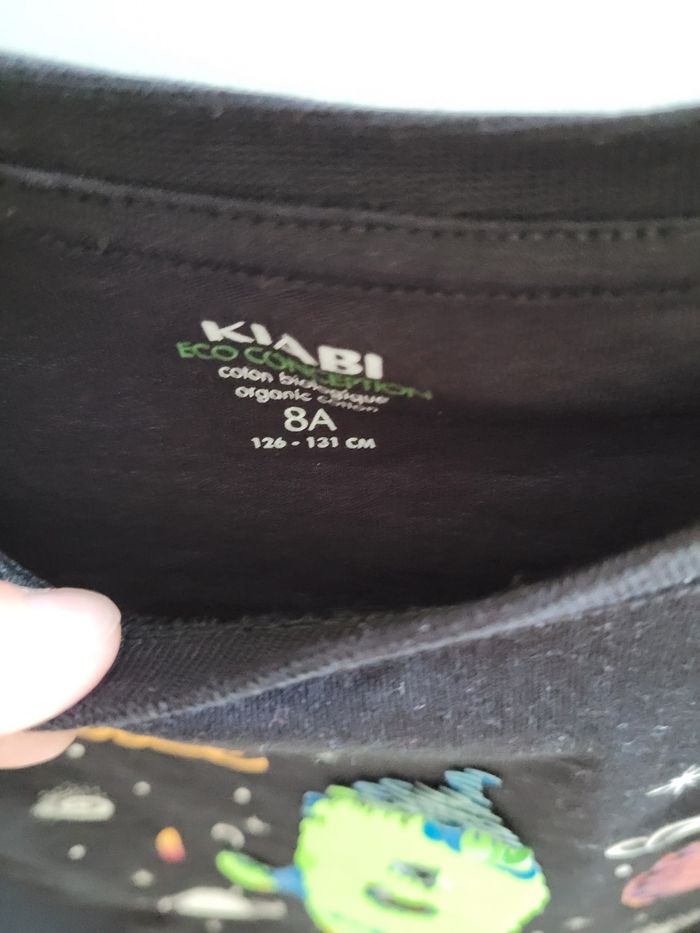 KIABI
ECO CONCEPTION
coton biologique
organic cotton
8A
126 - 131 CM